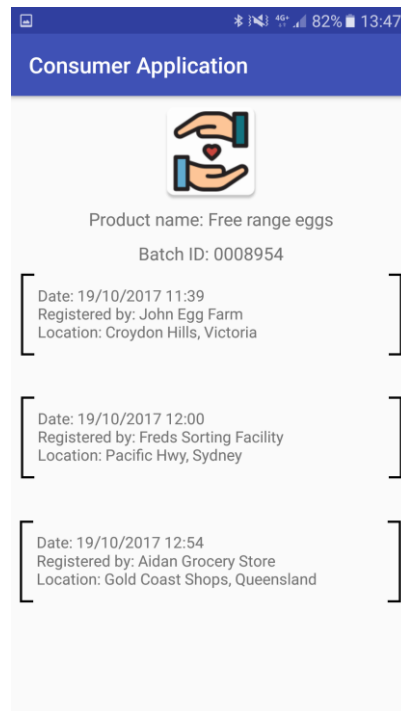 4G+ 82% 13:47
Consumer Application
Product name: Free range eggs
Batch ID: 0008954
Date: 19/10/2017 11:39
Registered by: John Egg Farm
Location: Croydon Hills, Victoria
Date: 19/10/2017 12:00
Registered by: Freds Sorting Facility
Location: Pacific Hwy, Sydney
Date: 19/10/2017 12:54
Registered by: Aidan Grocery Store
Location: Gold Coast Shops, Queensland